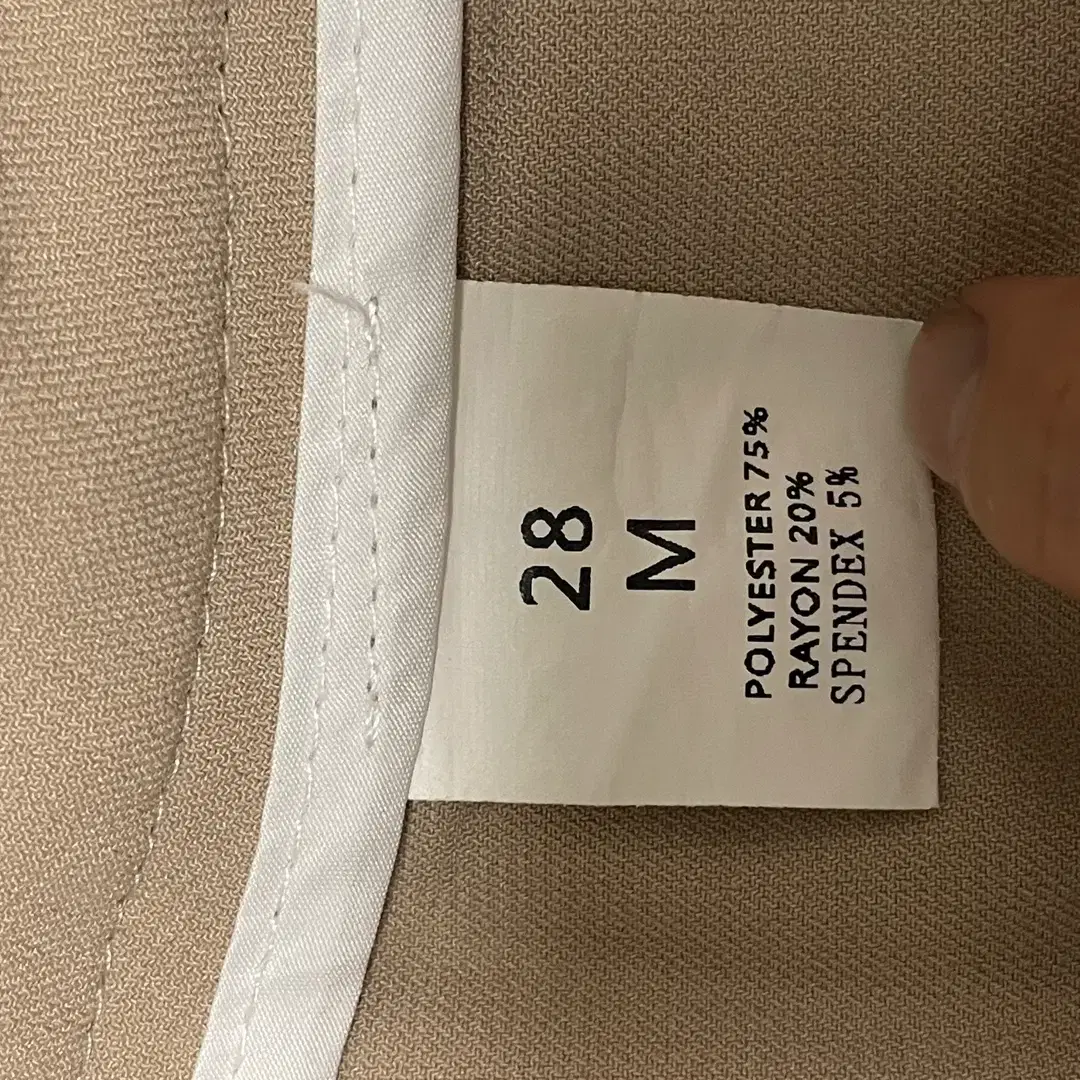 28
M
POLYESTER 75%
RAYON 20%
SPENDEX 5%